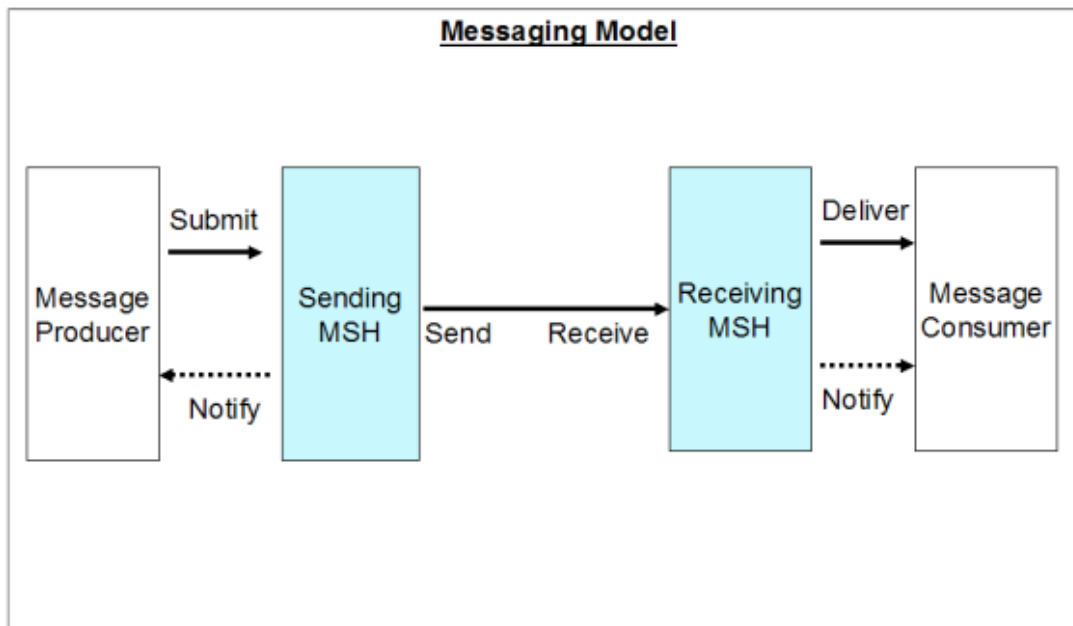 Messaging Model
Submit
Message
Producer
Notify
Sending
MSH
Send
Receive
Receiving
MSH
Deliver
Notify
Message
Consumer